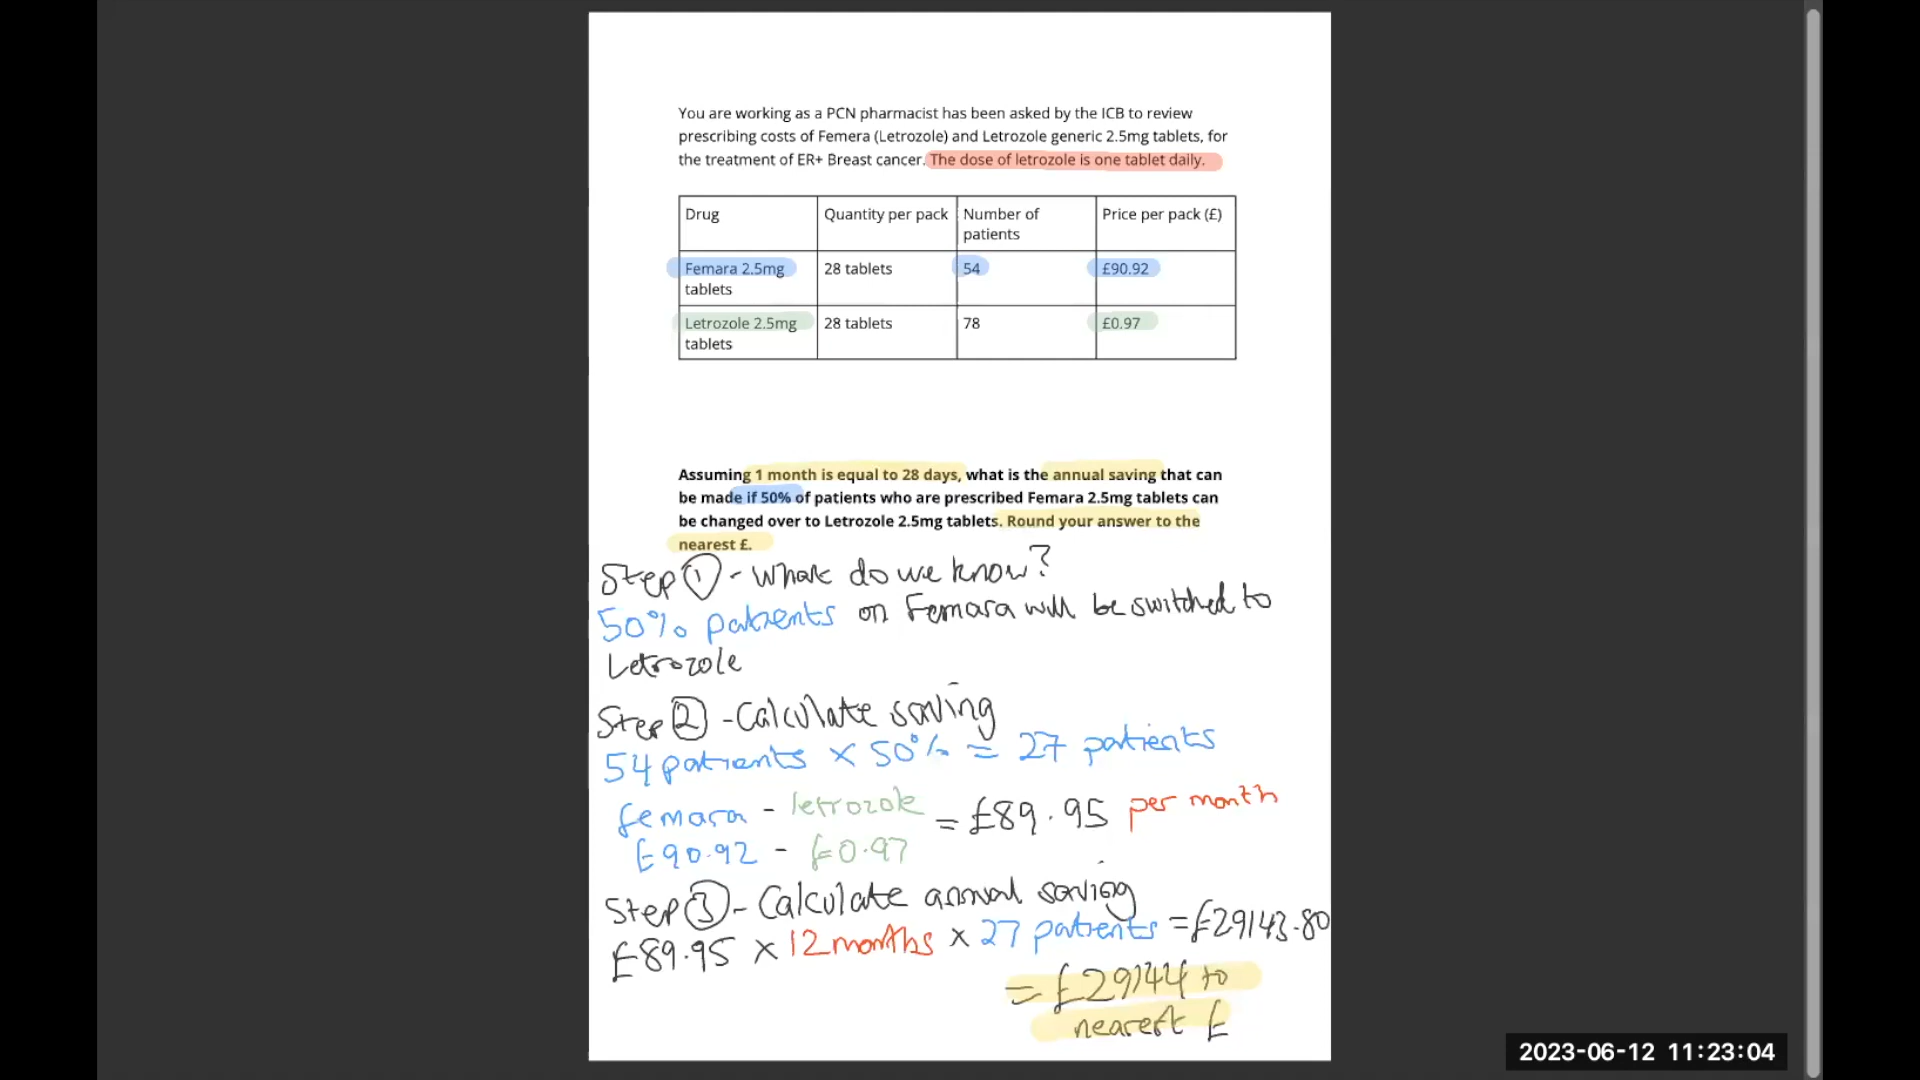 You are working as a PCN pharmacist has been asked by the ICB to review
prescribing costs of Femera (Letrozole) and Letrozole generic 2.5mg tablets, for
the treatment of ER+ Breast cancer. The dose of letrozole is one tablet daily.
Drug Quantity per pack Number of patients Price per pack (£)
Femara 2.5mg tablets 28 tablets 54 £90.92
Letrozole 2.5mg tablets 28 tablets 78 £0.97
Assuming 1 month is equal to 28 days, what is the annual saving that can
be made if 50% of patients who are prescribed Femara 2.5mg tablets can
be changed over to Letrozole 2.5mg tablets. Round your answer to the
nearest £.
Step 1 - What do we know?
50% patients on Femara will be switched to
Letrozole
Step 2 - Calculate saving
54 patients x 50% = 27 patients
femara - letrozole = £89.95 per month
£90.92 - £0.97
Step 3 - Calculate annual saving
£89.95 x 12 months x 27 patients = £29143.80
= £29144 to
nearest £
2023-06-12 11:23:04